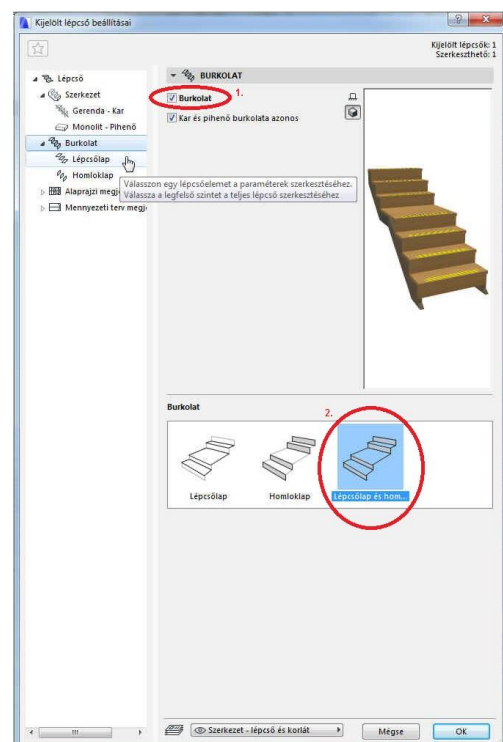 Kijelölt lépcső beállításai
Kijelölt lépcsők: 1
Szerkeszthető: 1
Lépcső
Szerkezet
Gerenda - Kar
Monolit - Pihenő
Burkolat
Lépcsőlap
Homloklap
Alaprajzi megj
Mennyezeti terv megj
BURKOLAT
Burkolat
1.
Kar és pihenő burkolata azonos
Válasszon egy lépcsőelemet a paraméterek szerkesztéséhez.
Válassza a legfelső szintet a teljes lépcső szerkesztéséhez
Burkolat
2.
Lépcsőlap
Homloklap
Lépcsőlap és hom...
Szerkezet - lépcső és korlát
Mégse
OK